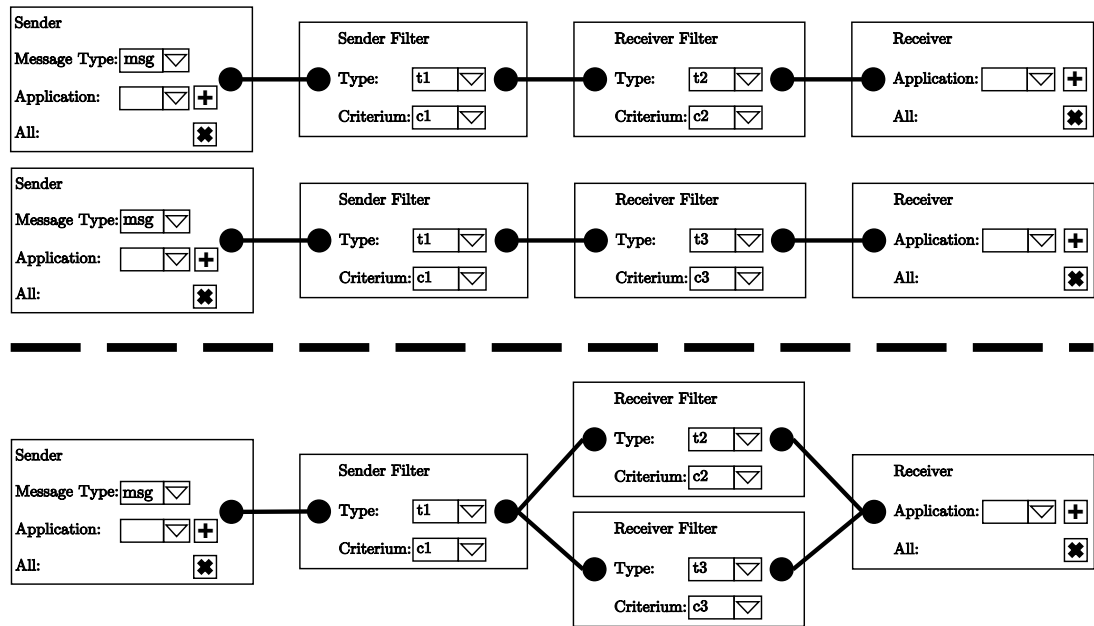 Sender
Message Type: msg
Application:
All:
Sender Filter
Type: t1
Criterium: c1
Receiver Filter
Type: t2
Criterium: c2
Receiver
Application:
All:
Sender
Message Type: msg
Application:
All:
Sender Filter
Type: t1
Criterium: c1
Receiver Filter
Type: t3
Criterium: c3
Receiver
Application:
All:
Sender
Message Type: msg
Application:
All:
Sender Filter
Type: t1
Criterium: c1
Receiver Filter
Type: t2
Criterium: c2
Receiver Filter
Type: t3
Criterium: c3
Receiver
Application:
All: